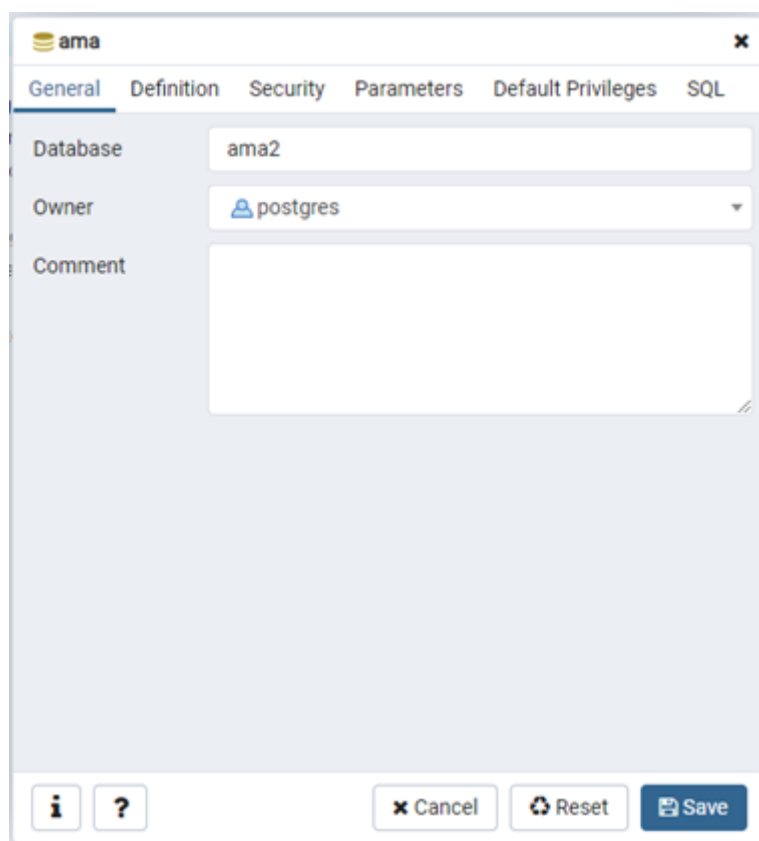 ama
General Definition Security Parameters Default Privileges SQL
Database ama2
Owner postgres
Comment
i ? Cancel Reset Save